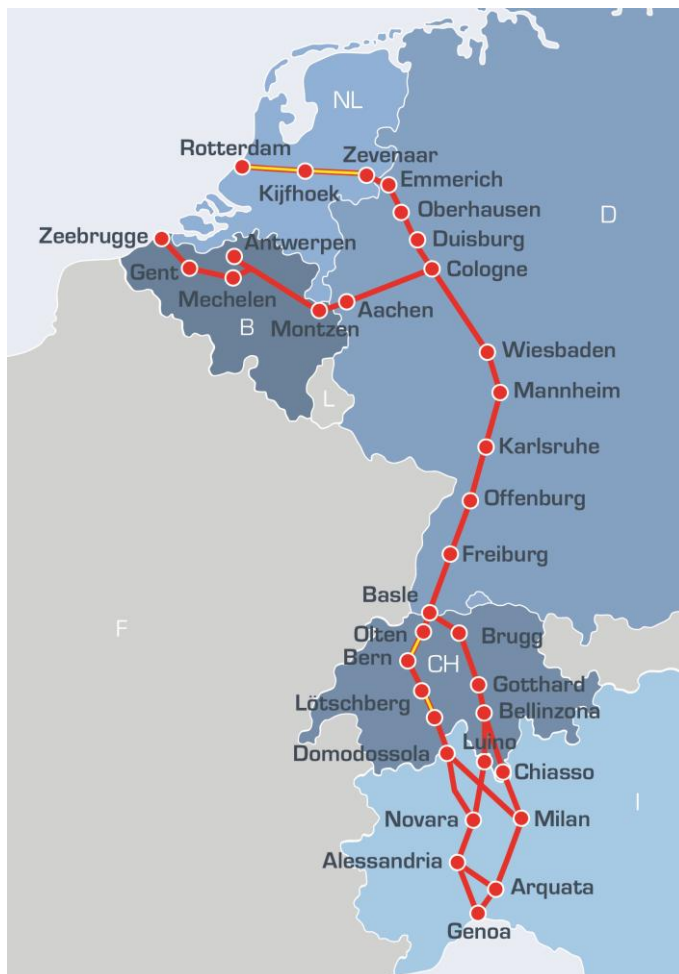 NL
Rotterdam
Zevenaar
Kijfhoek
Emmerich
Oberhausen
D
Zeebrugge
Antwerpen
Duisburg
Gent
Cologne
Mechelen
Aachen
B
Montzen
Wiesbaden
L
Mannheim
Karlsruhe
Offenburg
Freiburg
Basle
F
Olten
Brugg
Bern
CH
Gotthard
Lötschberg
Bellinzona
Domodossola
Luino
Chiasso
I
Novara
Milan
Alessandria
Arquata
Genoa